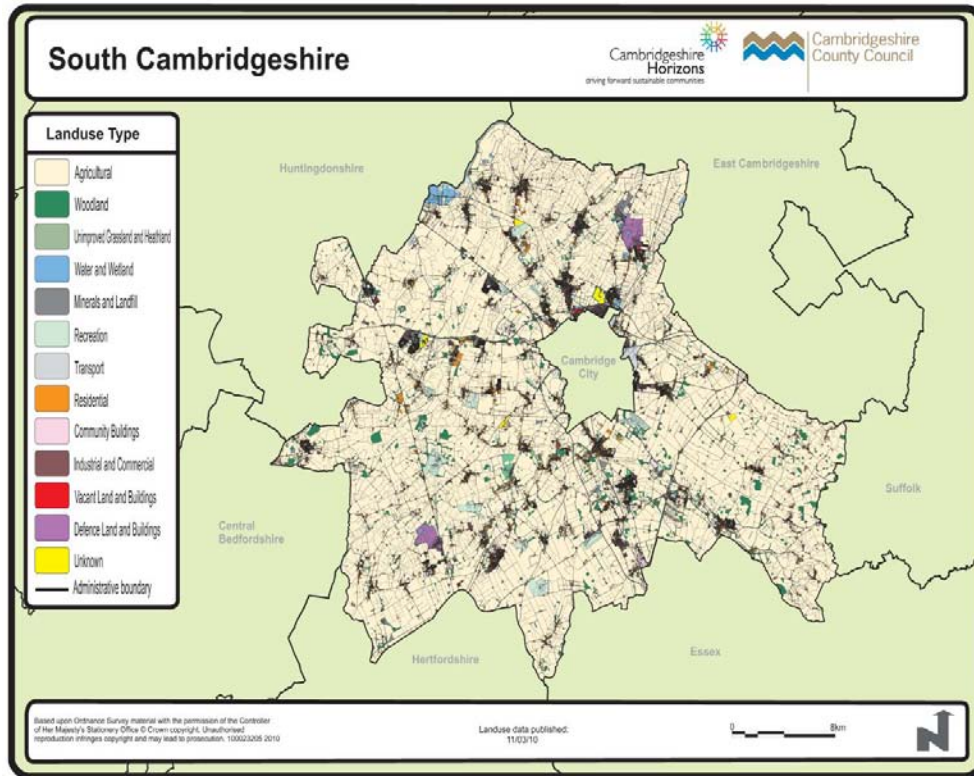 South Cambridgeshire
Cambridgeshire
Horizons
driving forward sustainable communities
Cambridgeshire
County Council
Landuse Type
Agricultural
Woodland
Unimproved Grassland and Heathland
Water and Wetland
Minerals and Landfill
Recreation
Transport
Residential
Community Buildings
Industrial and Commercial
Vacant Land and Buildings
Defence Land and Buildings
Unknown
Administrative boundary
Huntingdonshire
East Cambridgeshire
Cambridge
City
Suffolk
Central
Bedfordshire
Hertfordshire
Essex
Based upon Ordnance Survey material with the permission of the Controller
of Her Majesty's Stationery Office © Crown copyright. Unauthorised
reproduction infringes copyright and may lead to prosecution. 100023205 2010
Landuse data published:
11/03/10
0 8km
N